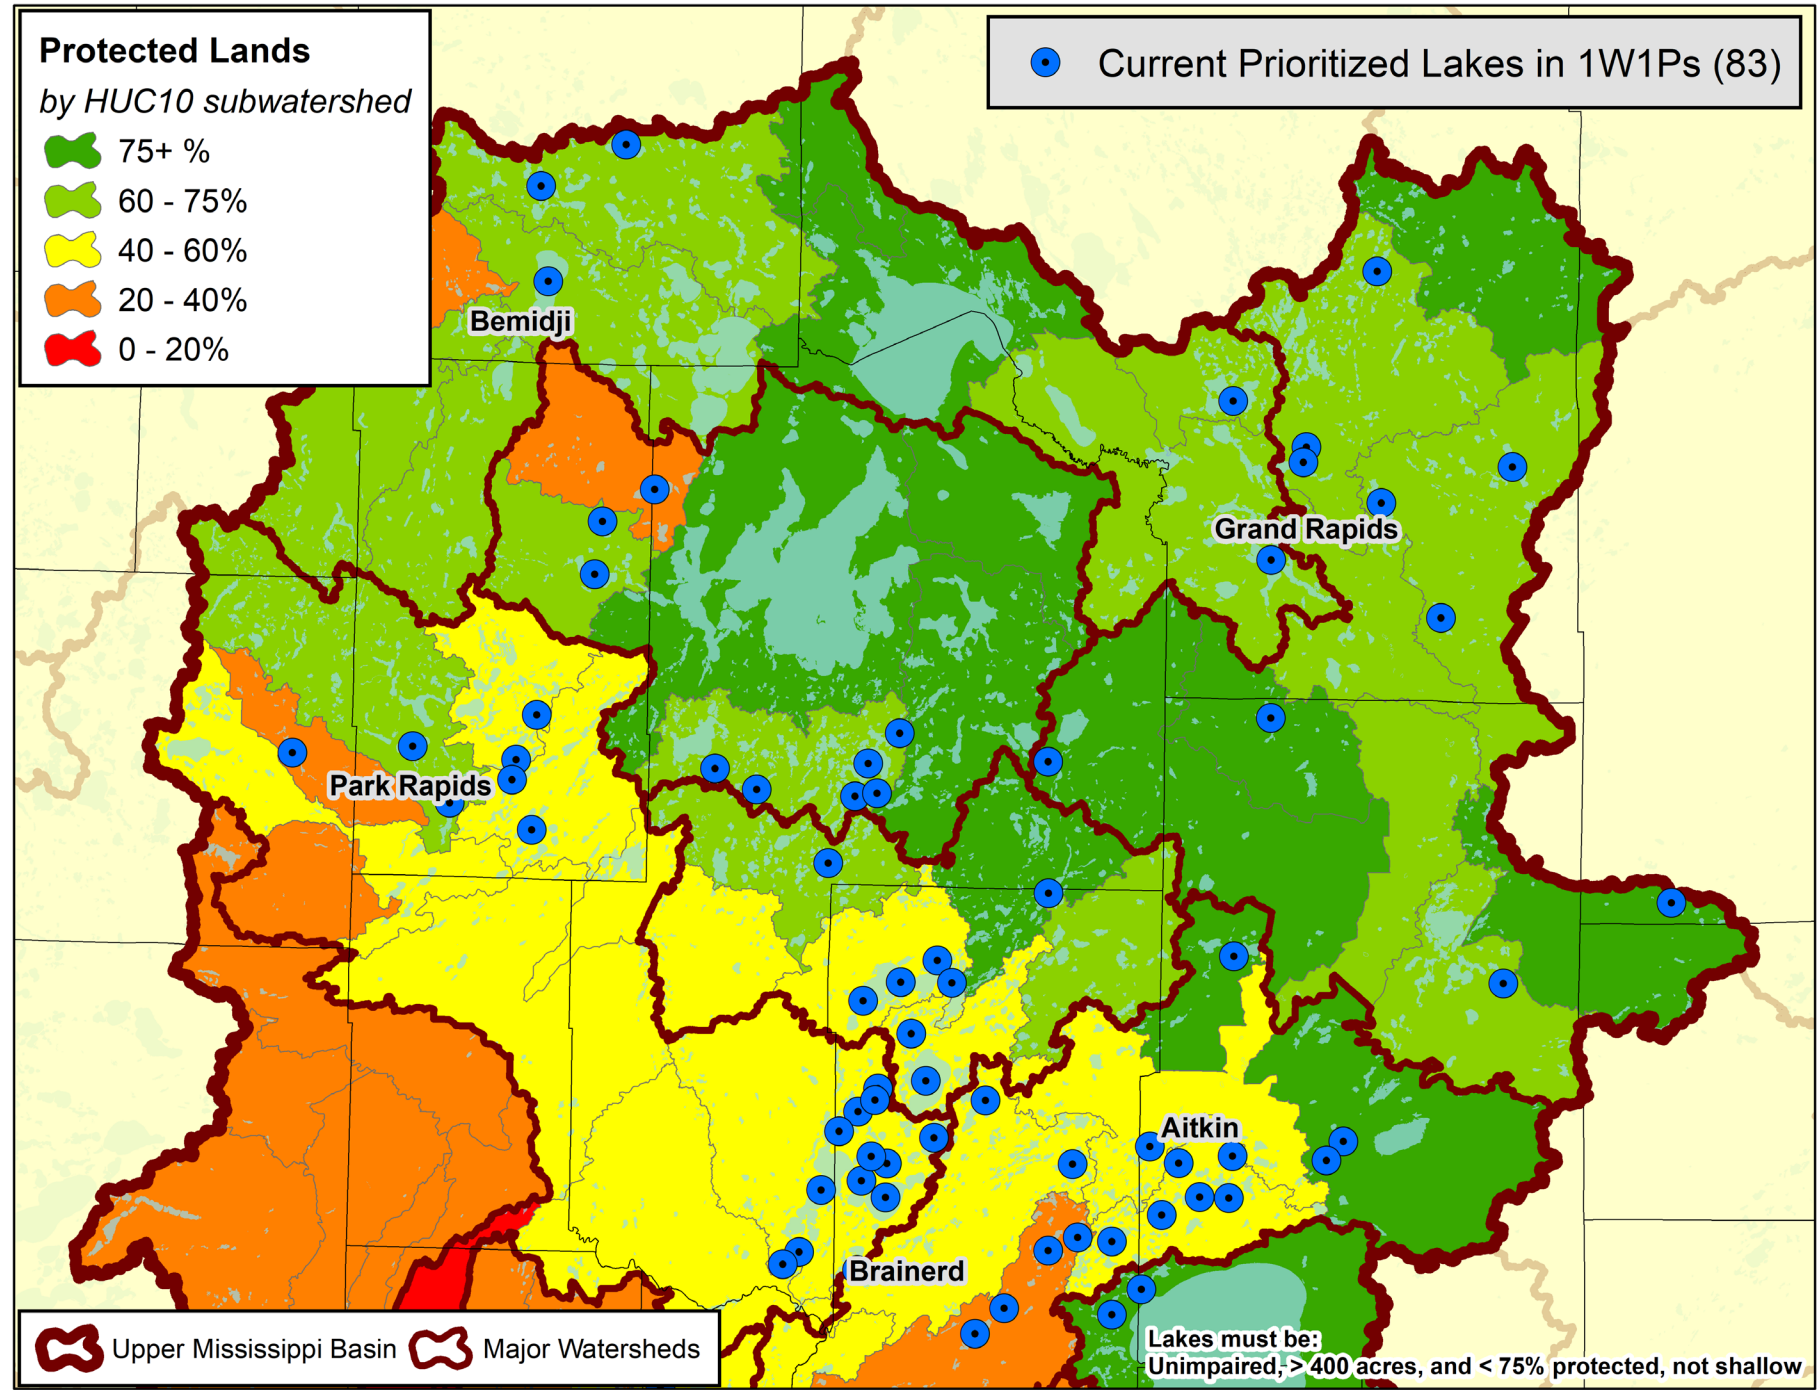 Protected Lands
by HUC10 subwatershed
75+ %
60 - 75%
40 - 60%
20 - 40%
0 - 20%
Current Prioritized Lakes in 1W1Ps (83)
Bemidji
Grand Rapids
Park Rapids
Aitkin
Brainerd
Upper Mississippi Basin
Major Watersheds
Lakes must be:
Unimpaired, > 400 acres, and < 75% protected, not shallow